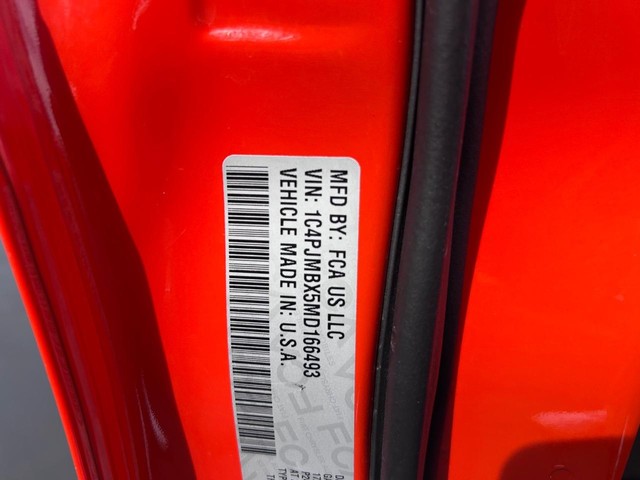 MFD BY: FCA US LLC
VIN: 1C4PJMBX5MD166493
VEHICLE MADE IN: U.S.A.